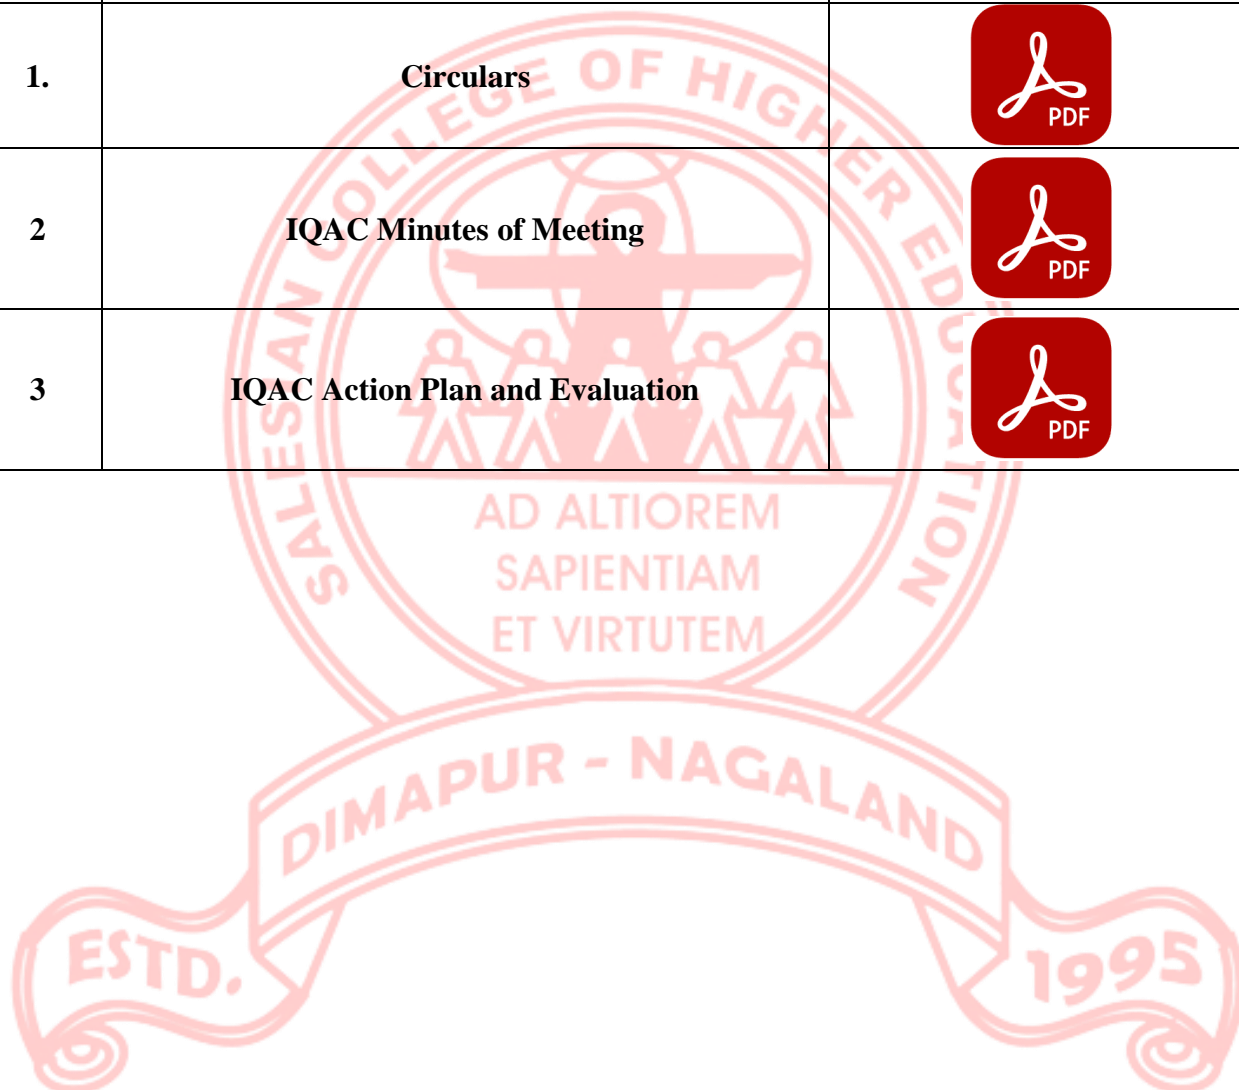 1. Circulars PDF
2 IQAC Minutes of Meeting PDF
3 IQAC Action Plan and Evaluation PDF
SALESIAN COLLEGE OF HIGHER EDUCATION
AD ALTIOREM
SAPIENTIAM
ET VIRTUTEM
DIMAPUR - NAGALAND
ESTD. 1995